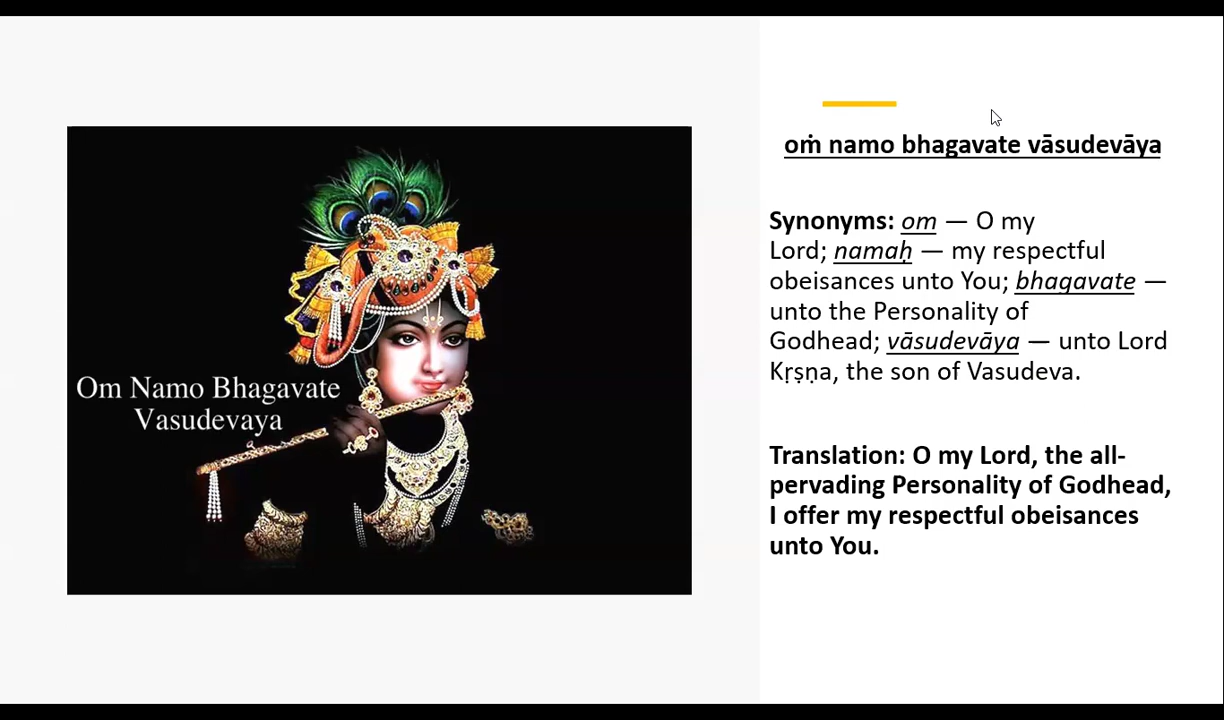 Om Namo Bhagavate
Vasudevaya
oṁ namo bhagavate vāsudevāya
Synonyms: om — O my
Lord; namaḥ — my respectful
obeisances unto You; bhagavate —
unto the Personality of
Godhead; vāsudevāya — unto Lord
Kṛṣṇa, the son of Vasudeva.
Translation: O my Lord, the all-
pervading Personality of Godhead,
I offer my respectful obeisances
unto You.